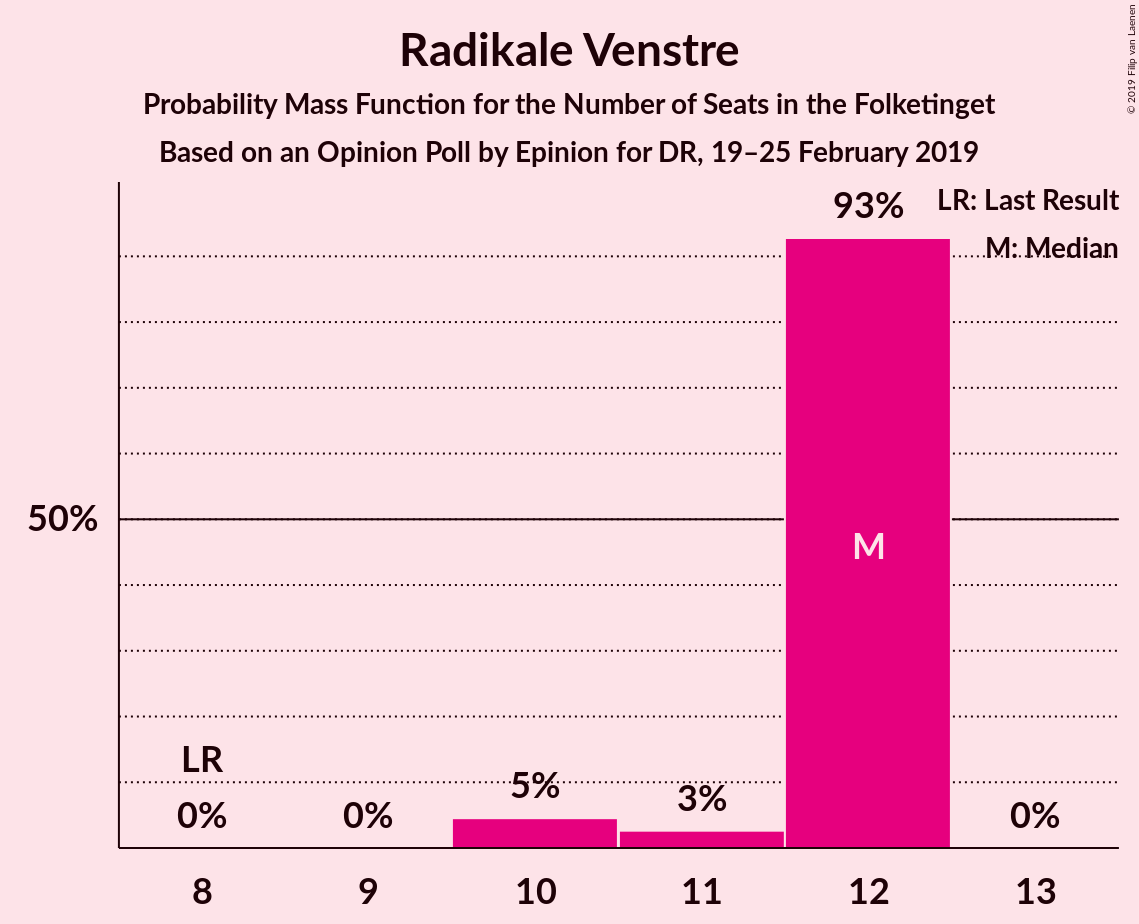 Radikale Venstre
Probability Mass Function for the Number of Seats in the Folketinget
Based on an Opinion Poll by Epinion for DR, 19–25 February 2019
© 2019 Filip van Laenen
LR: Last Result
M: Median
93%
50%
M
LR
0%
0%
5%
3%
0%
8
9
10
11
12
13